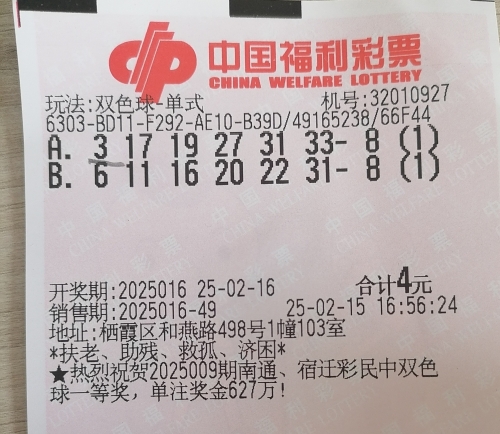 中国福利彩票
CHINA WELFARE LOTTERY
玩法:双色球-单式 机号:32010927
6303-BD11-F292-AE10-B39D/49165238/66F44
A. 3 17 19 27 31 33- 8 (1)
B. 6 11 16 20 22 31- 8 (1)
开奖期:2025016 25-02-16 合计4元
销售期:2025016-49 25-02-15 16:56:24
地址:栖霞区和燕路498号1幢103室
*扶老、助残、救孤、济困*
★热烈祝贺2025009期南通、宿迁彩民中双色
球一等奖,单注奖金627万!